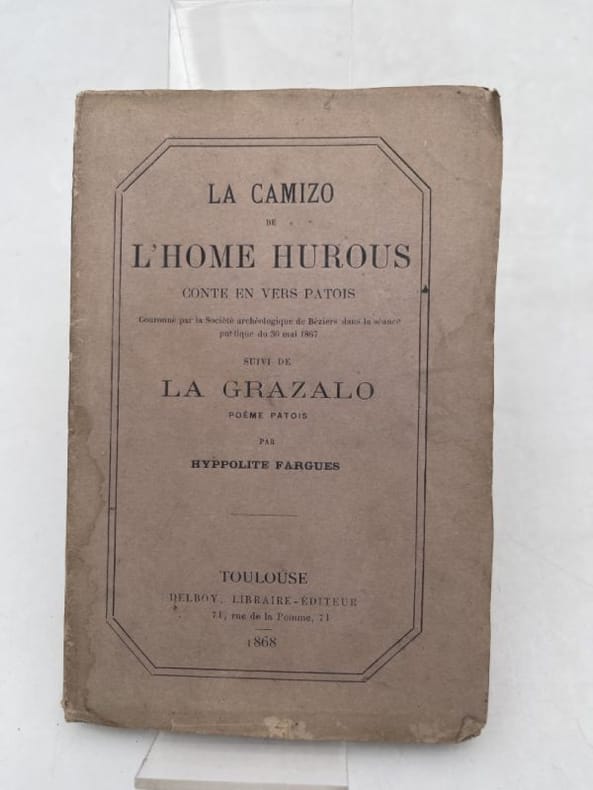 LA CAMIZO
DE
L'HOME HUROUS
CONTE EN VERS PATOIS
Couronné par la Société archéologique de Béziers dans la séance
publique du 30 mai 1867
SUIVI DE
LA GRAZALO
POÈME PATOIS
PAR
HYPPOLITE FARGUES
TOULOUSE
DELBOY, LIBRAIRE-ÉDITEUR
71, rue de la Pomme, 71
1868